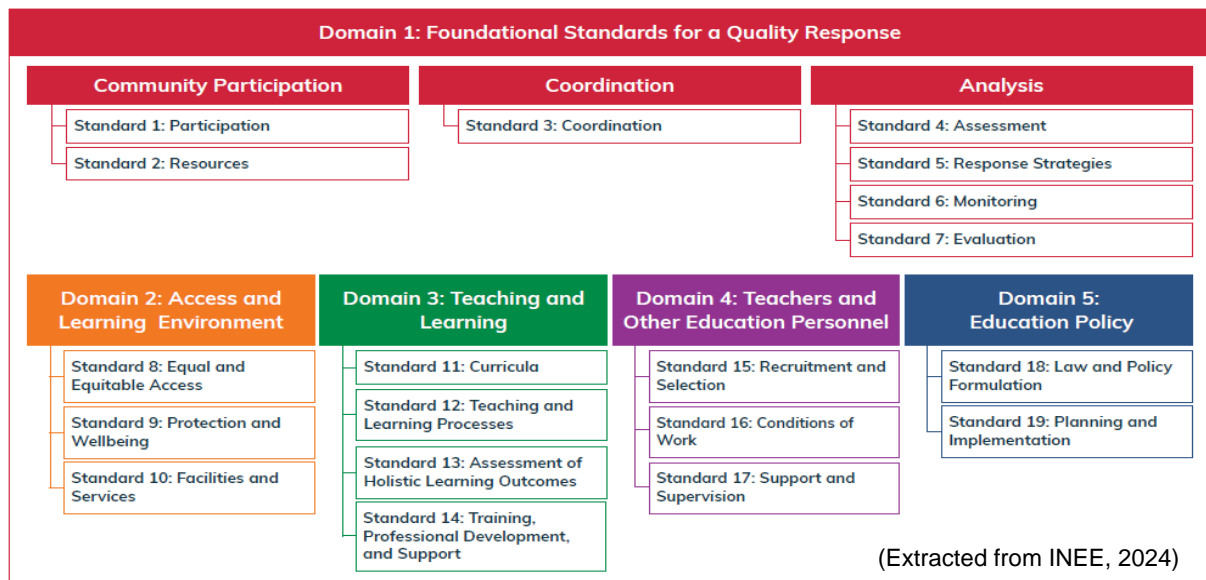 Domain 1: Foundational Standards for a Quality Response
Community Participation
Standard 1: Participation
Standard 2: Resources
Coordination
Standard 3: Coordination
Analysis
Standard 4: Assessment
Standard 5: Response Strategies
Standard 6: Monitoring
Standard 7: Evaluation
Domain 2: Access and
Learning Environment
Standard 8: Equal and
Equitable Access
Standard 9: Protection and
Wellbeing
Standard 10: Facilities and
Services
Domain 3: Teaching and
Learning
Standard 11: Curricula
Standard 12: Teaching and
Learning Processes
Standard 13: Assessment of
Holistic Learning Outcomes
Standard 14: Training,
Professional Development,
and Support
Domain 4: Teachers and
Other Education Personnel
Standard 15: Recruitment and
Selection
Standard 16: Conditions of
Work
Standard 17: Support and
Supervision
Domain 5:
Education Policy
Standard 18: Law and Policy
Formulation
Standard 19: Planning and
Implementation
(Extracted from INEE, 2024)